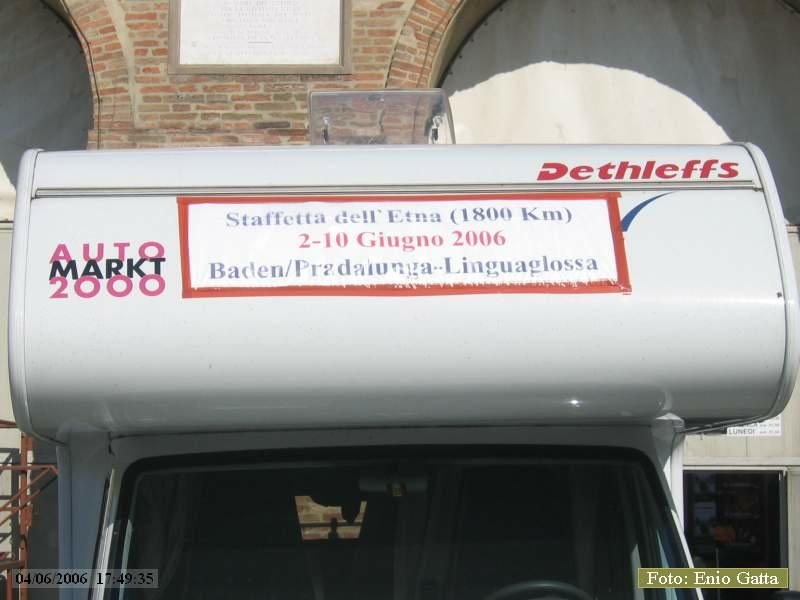 Dethleffs
Staffetta dell'Etna (1800 Km)
2-10 Giugno 2006
Baden/Pradalunga-Linguaglossa
AUTO
MARKT
2000
LUNEDI
04/06/2006 17:49:35
Foto: Enio Gatta